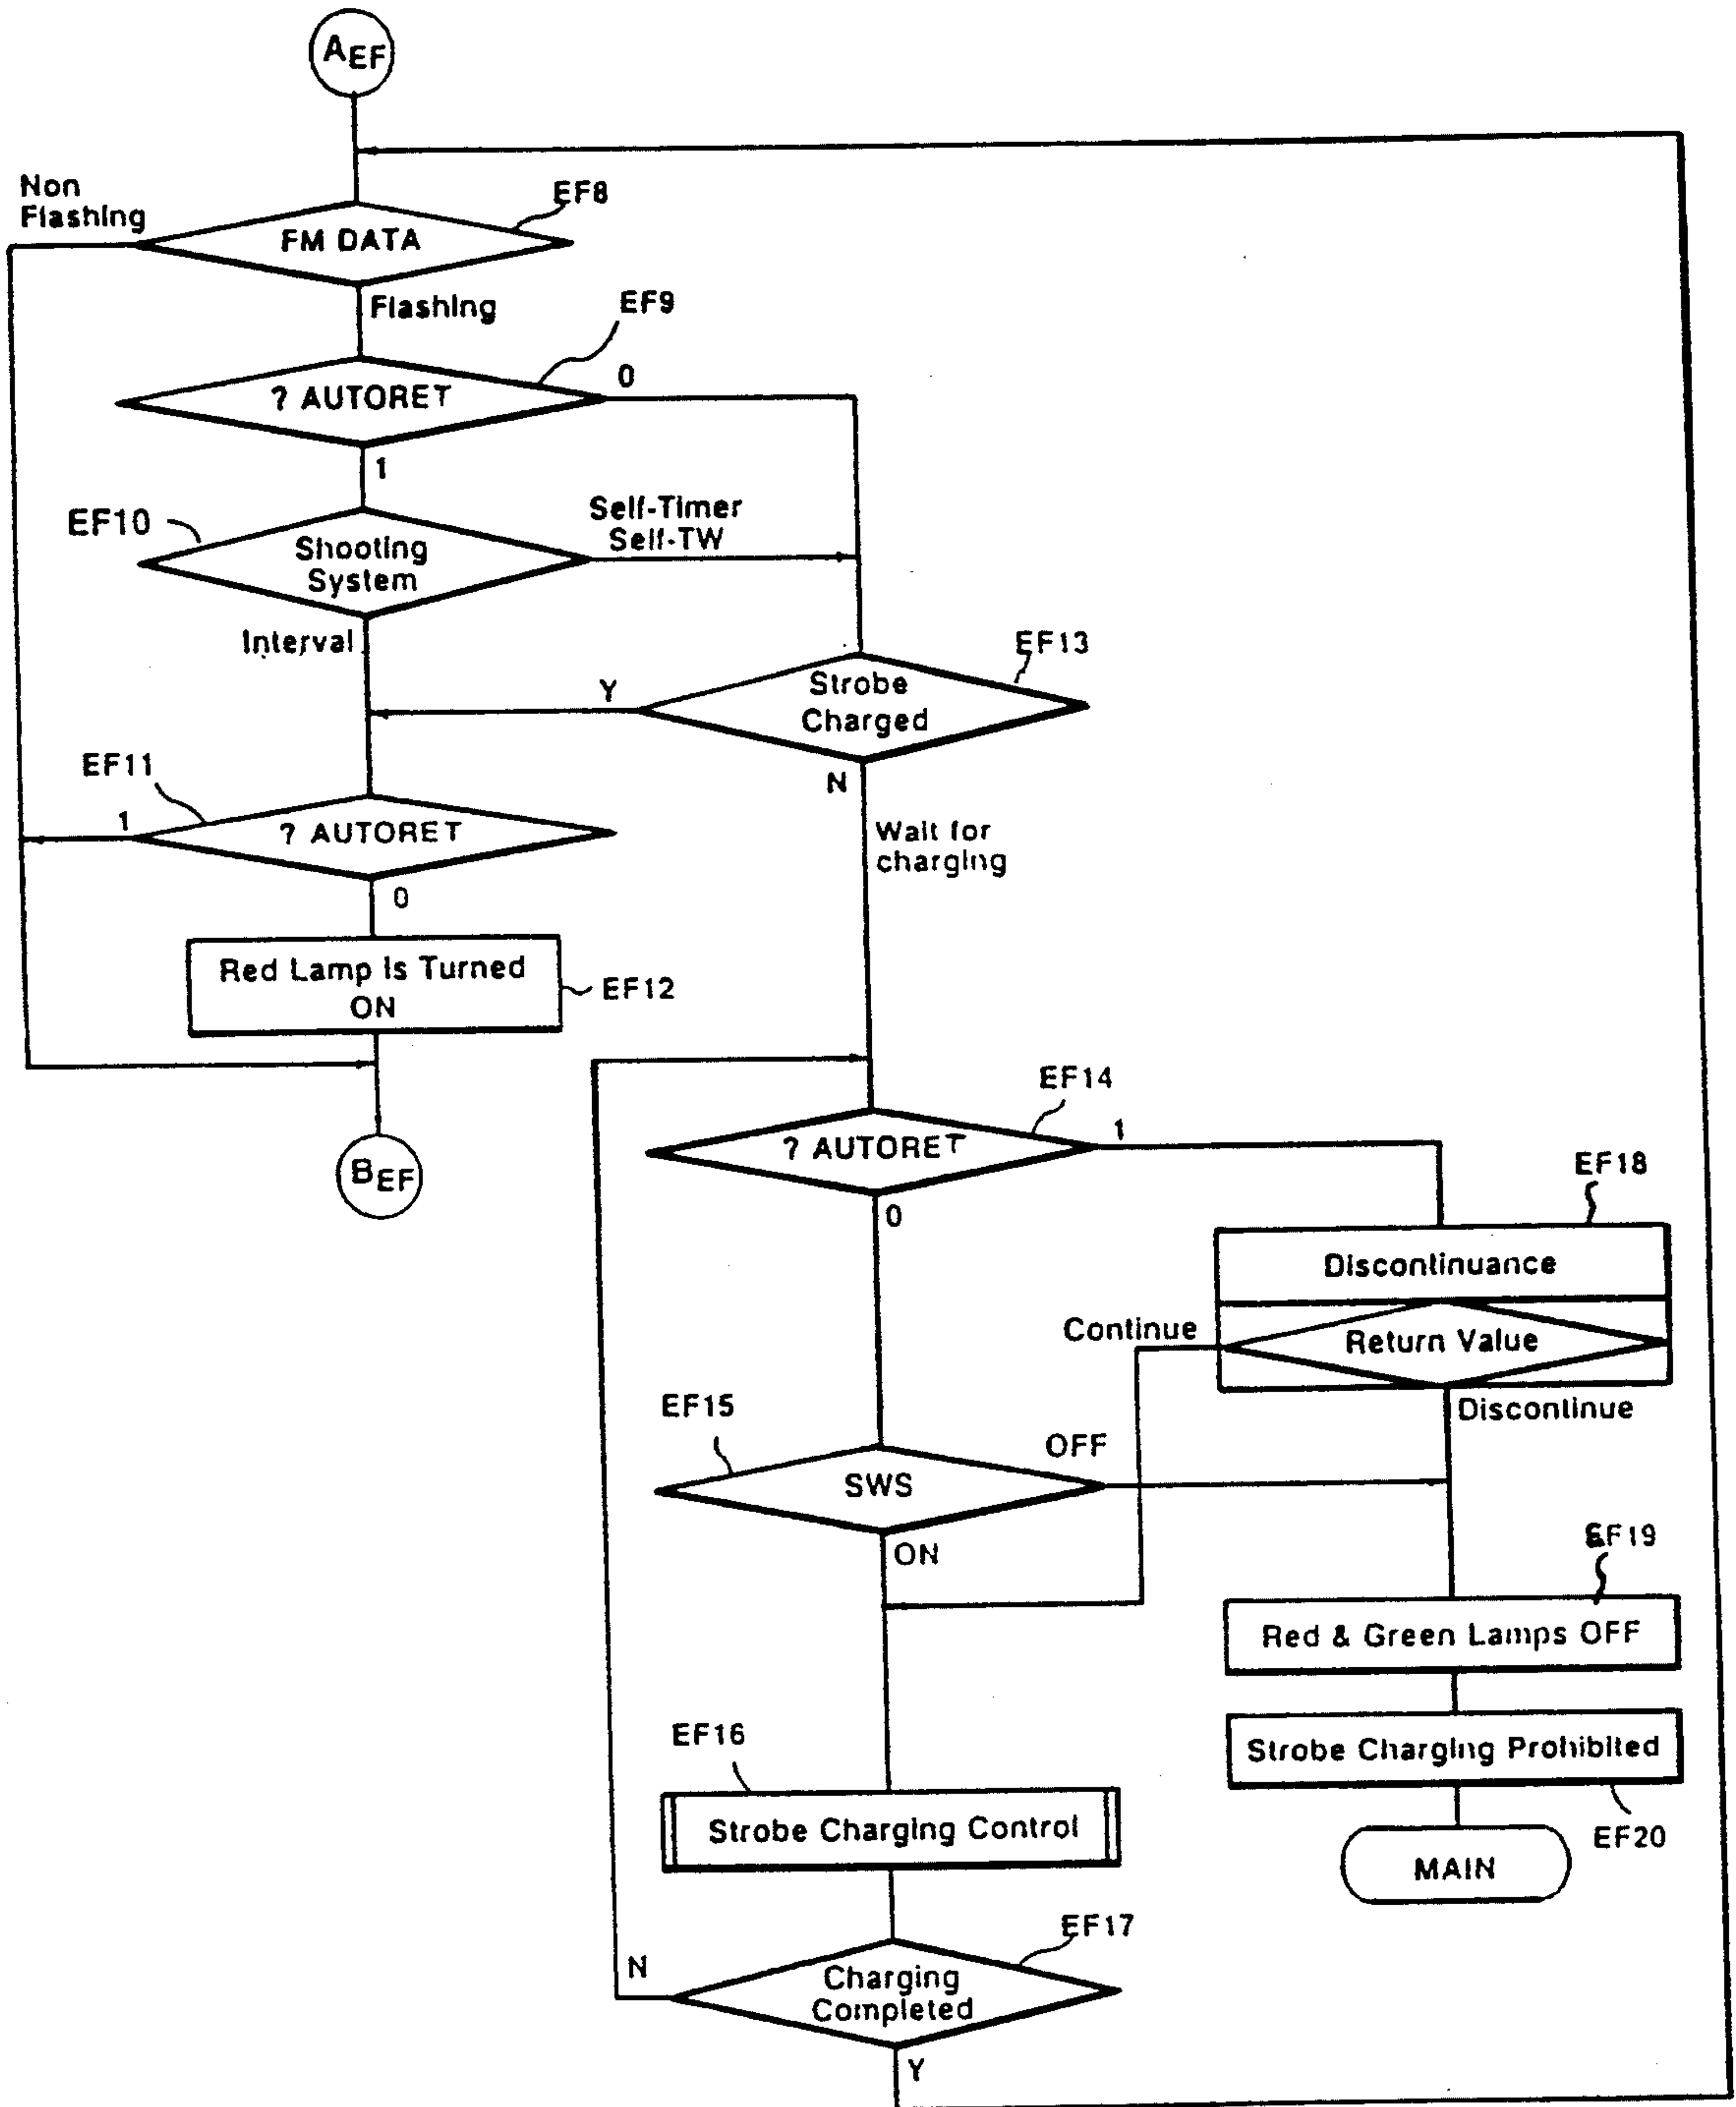 AEF
Non
Flashing
EF8
FM DATA
Flashing
EF9
? AUTORET
0
1
EF10
Shooting
System
Self-Timer
Self-TW
Interval
EF13
Strobe
Charged
Y
N
EF11
1
? AUTORET
0
Wait for
charging
Red Lamp Is Turned
ON
EF12
BEF
EF14
? AUTORET
1
0
EF18
Discontinuance
Continue
Return Value
Discontinue
EF15
OFF
SWS
ON
EF19
Red & Green Lamps OFF
EF16
Strobe Charging Prohibited
Strobe Charging Control
EF20
MAIN
EF17
N
Charging
Completed
Y